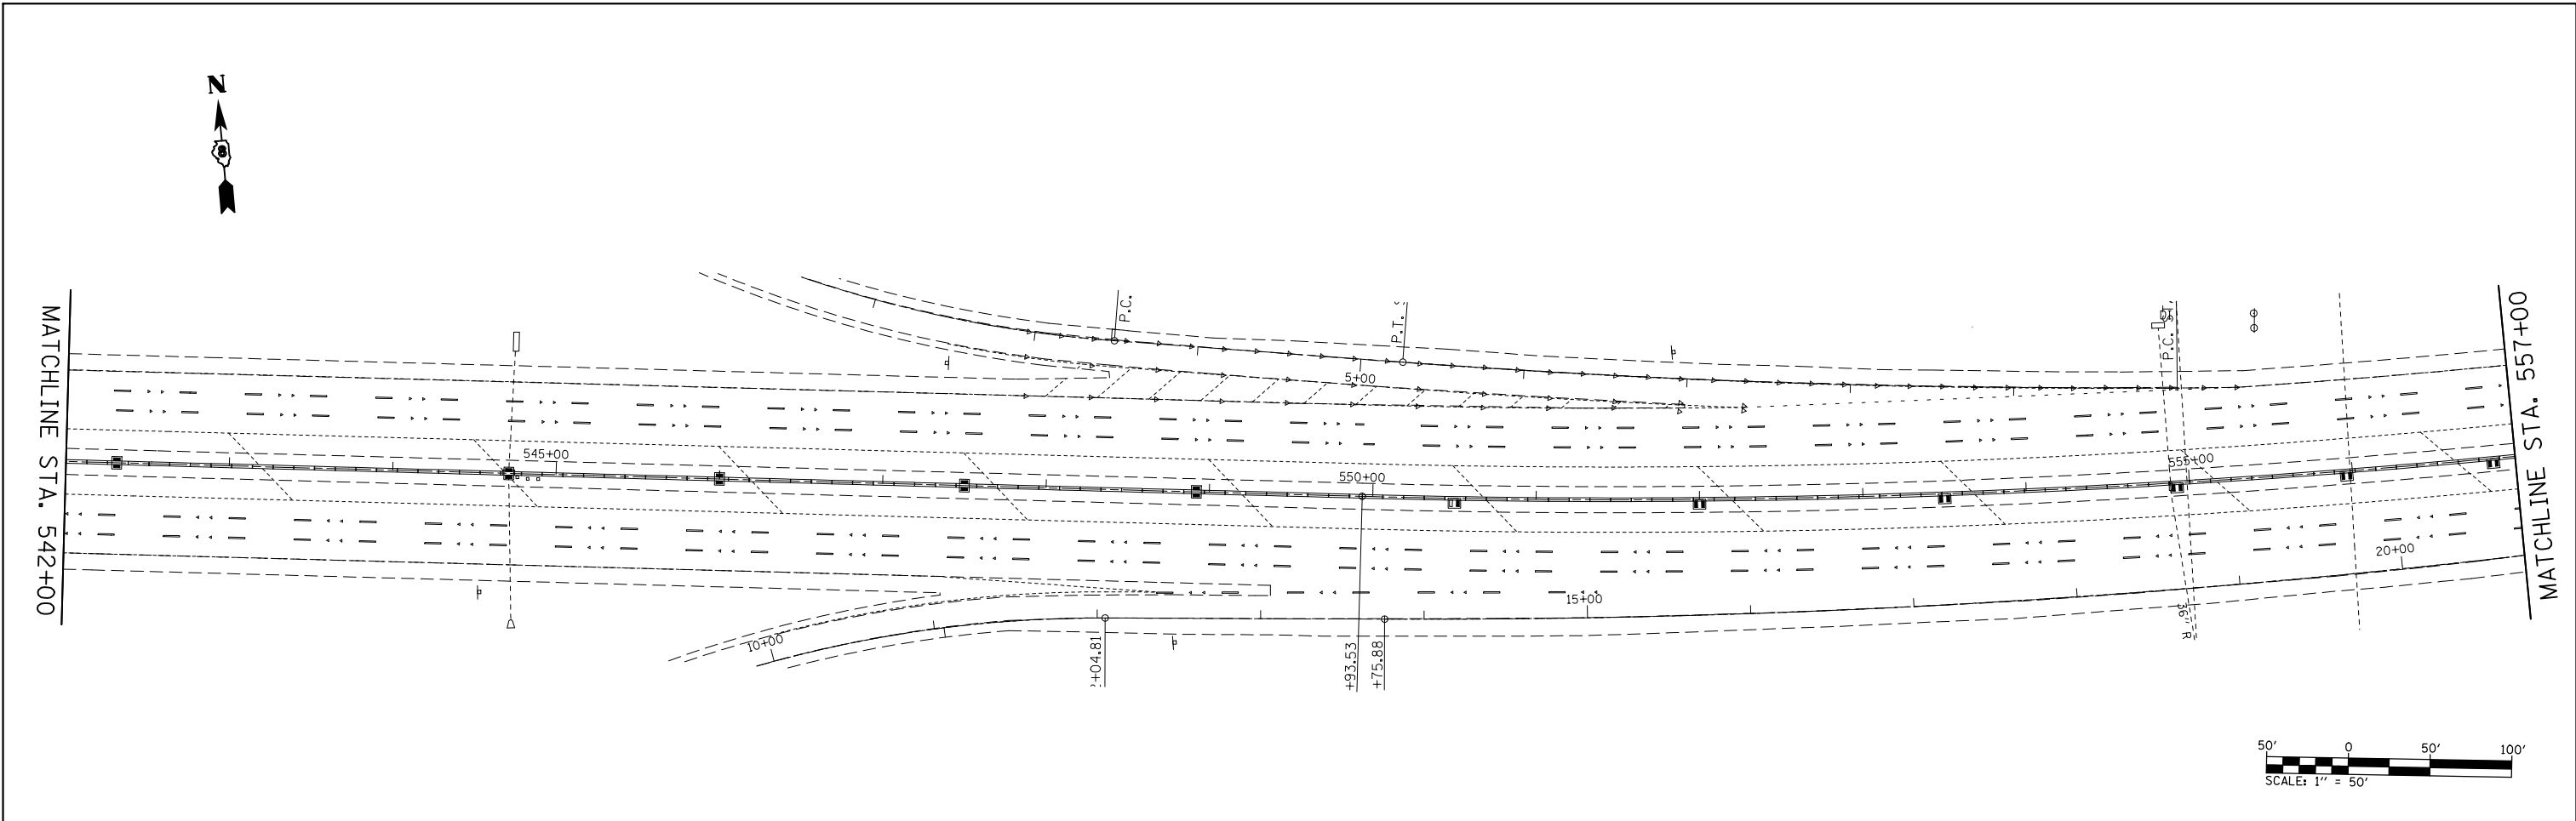 N
8
MATCHLINE STA. 542+00
MATCHLINE STA. 557+00
P.C.
P.T.
5+00
P.C.
545+00
550+00
555+00
10+00
15+00
20+00
+04.81
+93.53
+75.88
36" R
50' 0 50' 100'
SCALE: 1" = 50'